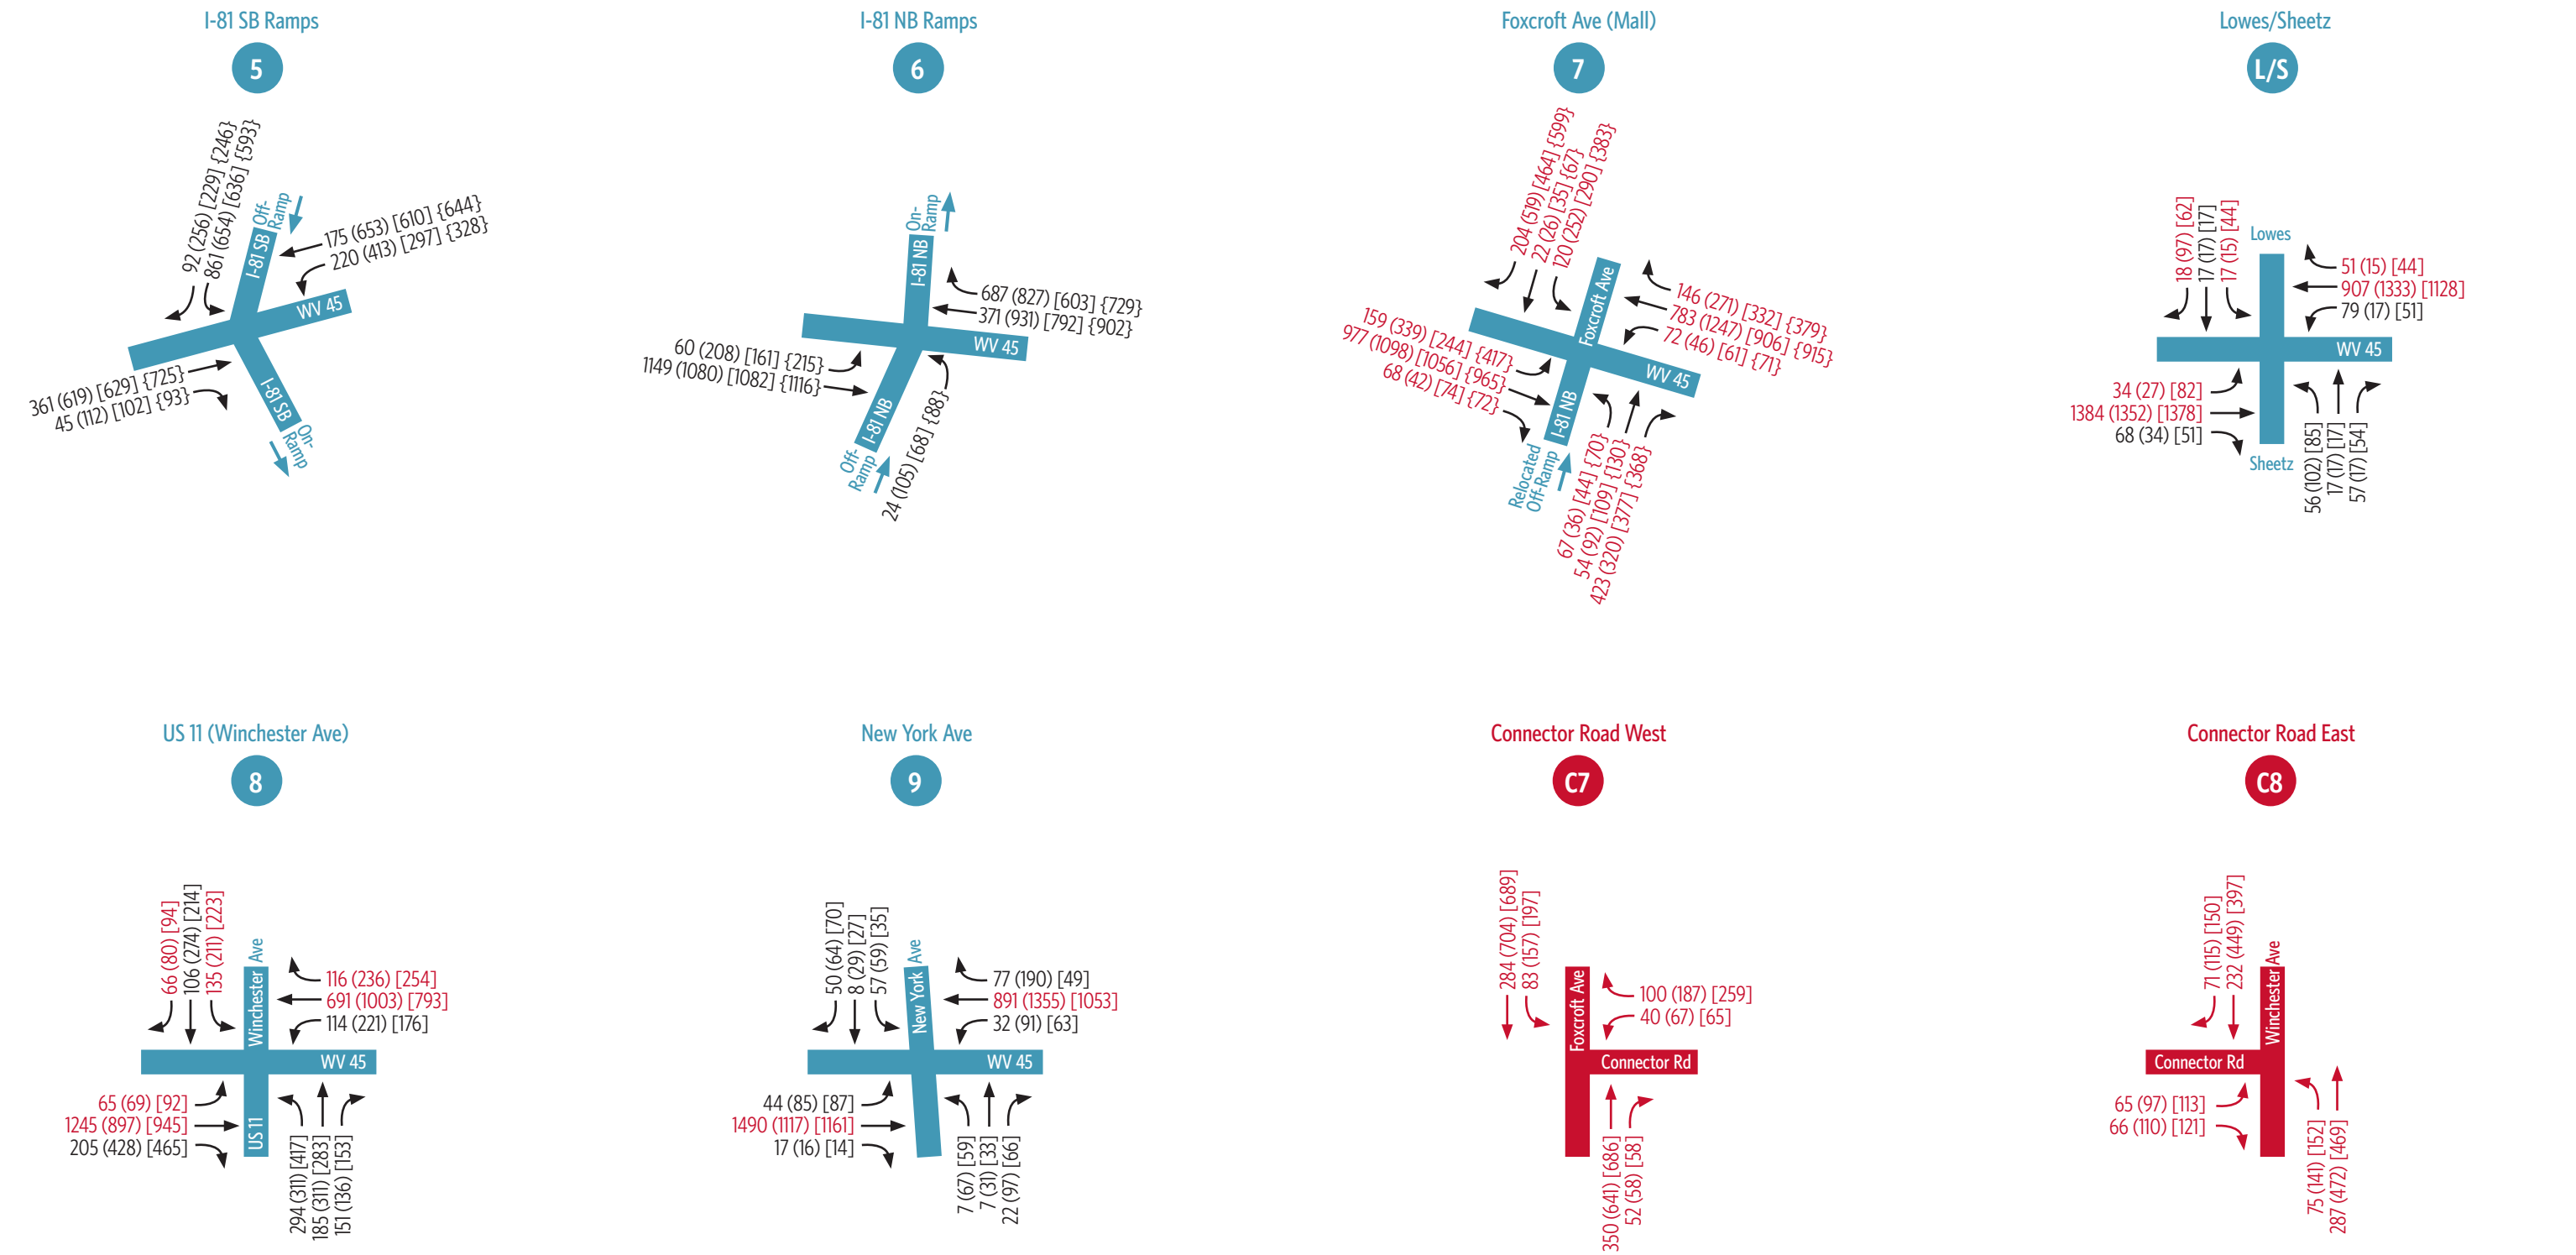 I-81 SB Ramps
5
92 (256) [229] {246}
861 (654) [636] {593}
Off-
Ramp
I-81 SB
175 (653) [610] {644}
220 (413) [297] {328}
WV 45
361 (619) [629] {725}
45 (112) [102] {93}
I-81 SB
On-
Ramp
I-81 NB Ramps
6
On-
Ramp
I-81 NB
687 (827) [603] {729}
371 (931) [792] {902}
WV 45
60 (208) [161] {215}
1149 (1080) [1082] {1116}
I-81 NB
Off-
Ramp
24 (105) [68] {88}
Foxcroft Ave (Mall)
7
204 (519) [464] {599}
22 (26) [35] {67}
120 (252) [290] {383}
Foxcroft Ave
146 (271) [332] {379}
783 (1247) [906] {915}
72 (46) [61] {71}
WV 45
159 (339) [244] {417}
977 (1098) [1056] {965}
68 (42) [74] {72}
I-81 NB
Relocated
Off-Ramp
67 (36) [44] {70}
54 (92) [109] {130}
423 (320) [377] {368}
Lowes/Sheetz
L/S
18 (97) [62]
17 (17) [17]
17 (15) [44]
Lowes
51 (15) [44]
907 (1333) [1128]
79 (17) [51]
WV 45
34 (27) [82]
1384 (1352) [1378]
68 (34) [51]
Sheetz
56 (102) [85]
17 (17) [17]
57 (17) [54]
US 11 (Winchester Ave)
8
66 (80) [94]
106 (274) [214]
135 (211) [223]
Winchester Ave
116 (236) [254]
691 (1003) [793]
114 (221) [176]
WV 45
65 (69) [92]
1245 (897) [945]
205 (428) [465]
US 11
294 (311) [417]
185 (311) [283]
151 (136) [153]
New York Ave
9
50 (64) [70]
8 (29) [27]
57 (59) [35]
New York Ave
77 (190) [49]
891 (1355) [1053]
32 (91) [63]
WV 45
44 (85) [87]
1490 (1117) [1161]
17 (16) [14]
7 (67) [59]
7 (31) [33]
22 (97) [66]
Connector Road West
C7
284 (704) [689]
83 (157) [197]
Foxcroft Ave
100 (187) [259]
40 (67) [65]
Connector Rd
350 (641) [686]
52 (58) [58]
Connector Road East
C8
71 (115) [150]
232 (449) [397]
Winchester Ave
Connector Rd
65 (97) [113]
66 (110) [121]
75 (141) [152]
287 (472) [469]